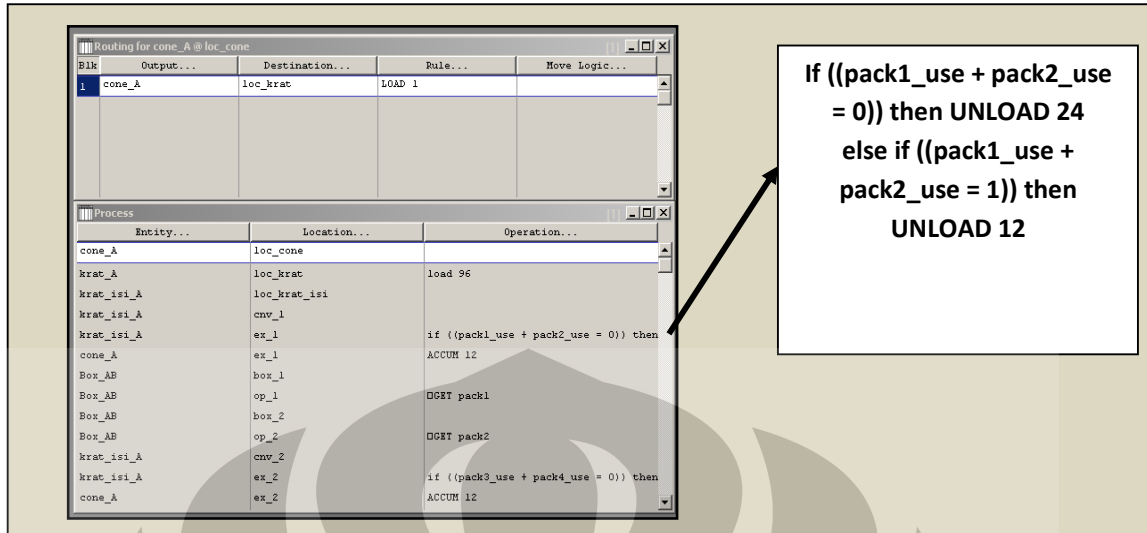 Routing for cone_A @ loc_cone [1]
Blk Output... Destination... Rule... Move Logic...
1 cone_A loc_krat LOAD 1
Process [1]
Entity... Location... Operation...
cone_A loc_cone
krat_A loc_krat load 96
krat_isi_A loc_krat_isi
krat_isi_A cnv_1
krat_isi_A ex_1 if ((pack1_use + pack2_use = 0)) then
cone_A ex_1 ACCUM 12
Box_AB box_1
Box_AB op_1 □GET pack1
Box_AB box_2
Box_AB op_2 □GET pack2
krat_isi_A cnv_2
krat_isi_A ex_2 if ((pack3_use + pack4_use = 0)) then
cone_A ex_2 ACCUM 12
If ((pack1_use + pack2_use
= 0)) then UNLOAD 24
else if ((pack1_use +
pack2_use = 1)) then
UNLOAD 12